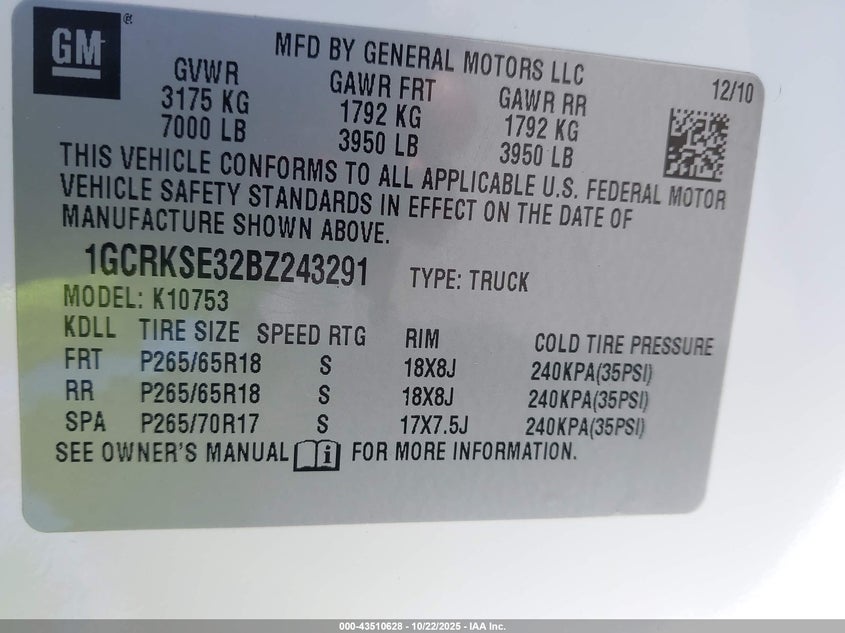 GM ®
MFD BY GENERAL MOTORS LLC
GVWR GAWR FRT GAWR RR 12/10
3175 KG 1792 KG 1792 KG
7000 LB 3950 LB 3950 LB
THIS VEHICLE CONFORMS TO ALL APPLICABLE U.S. FEDERAL MOTOR
VEHICLE SAFETY STANDARDS IN EFFECT ON THE DATE OF
MANUFACTURE SHOWN ABOVE.
1GCRKSE32BZ243291 TYPE: TRUCK
MODEL: K10753
KDLL TIRE SIZE SPEED RTG RIM COLD TIRE PRESSURE
FRT P265/65R18 S 18X8J 240KPA(35PSI)
RR P265/65R18 S 18X8J 240KPA(35PSI)
SPA P265/70R17 S 17X7.5J 240KPA(35PSI)
SEE OWNER'S MANUAL FOR MORE INFORMATION.
000-43510628 - 10/22/2025 - IAA Inc.